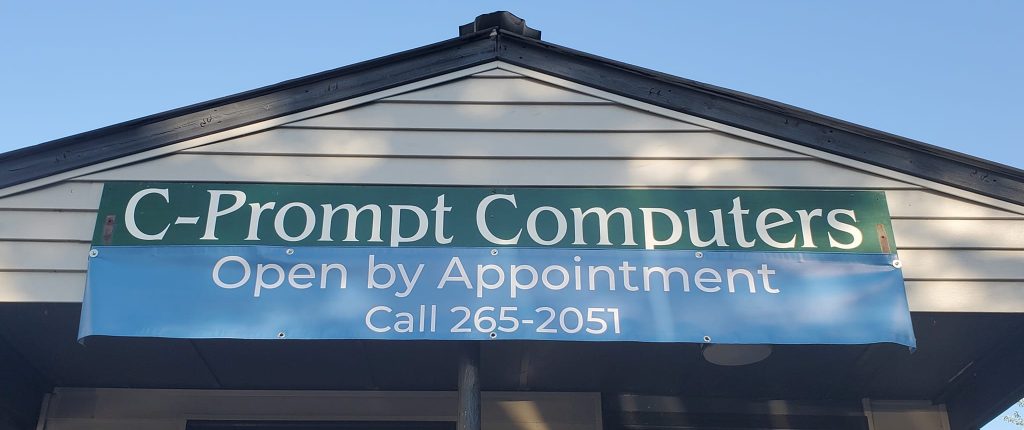 C-Prompt Computers
Open by Appointment
Call 265-2051